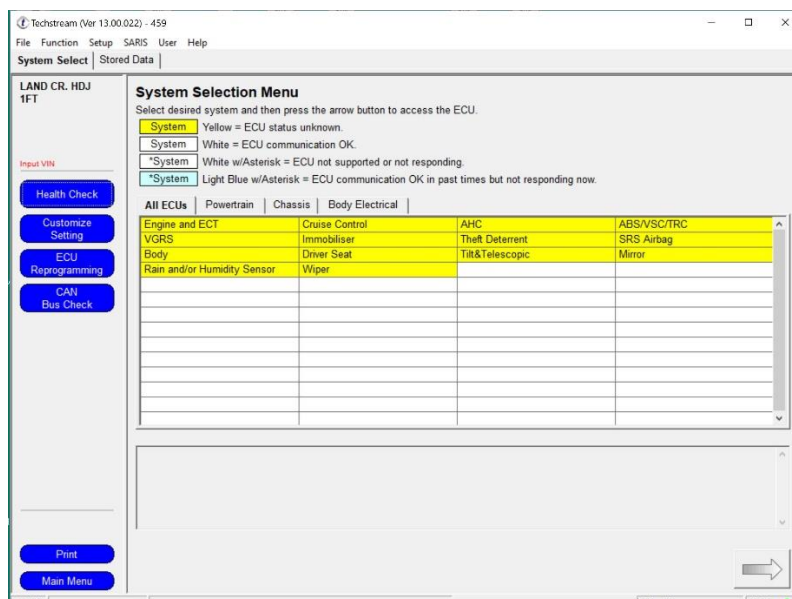 Techstream (Ver 13.00.022) - 459
File Function Setup SARIS User Help
System Select Stored Data
LAND CR. HDJ
1FT
Input VIN
Health Check
Customize
Setting
ECU
Reprogramming
CAN
Bus Check
Print
Main Menu
System Selection Menu
Select desired system and then press the arrow button to access the ECU.
System Yellow = ECU status unknown.
System White = ECU communication OK.
*System White w/Asterisk = ECU not supported or not responding.
*System Light Blue w/Asterisk = ECU communication OK in past times but not responding now.
All ECUs Powertrain Chassis Body Electrical
Engine and ECT Cruise Control AHC ABS/VSC/TRC
VGRS Immobiliser Theft Deterrent SRS Airbag
Body Driver Seat Tilt&Telescopic Mirror
Rain and/or Humidity Sensor Wiper